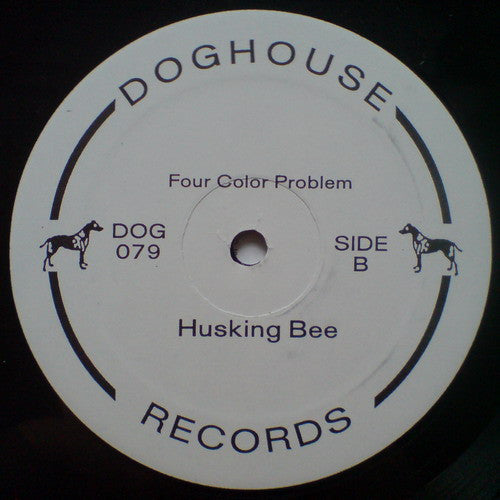 DOGHOUSE
Four Color Problem
DOG
079
SIDE
B
Husking Bee
RECORDS